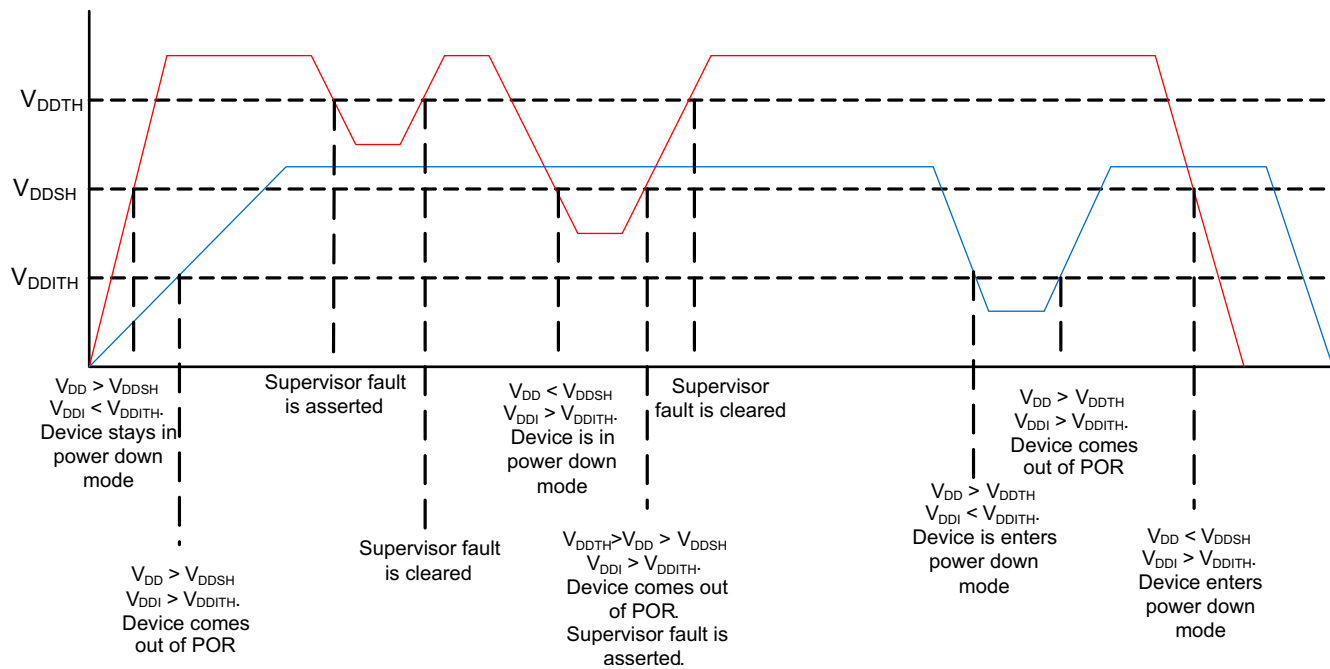 VDDTH
VDDSH
VDDITH
VDD > VDDSH
VDDI < VDDITH.
Device stays in
power down
mode
VDD > VDDSH
VDDI > VDDITH.
Device comes
out of POR
Supervisor fault
is asserted
Supervisor fault
is cleared
VDD < VDDSH
VDDI > VDDITH.
Device is in
power down
mode
VDDTH>VDD > VDDSH
VDDI > VDDITH.
Device comes out
of POR.
Supervisor fault is
asserted.
Supervisor
fault is cleared
VDD > VDDTH
VDDI < VDDITH.
Device is enters
power down
mode
VDD > VDDTH
VDDI > VDDITH.
Device comes
out of POR
VDD < VDDSH
VDDI > VDDITH.
Device enters
power down
mode